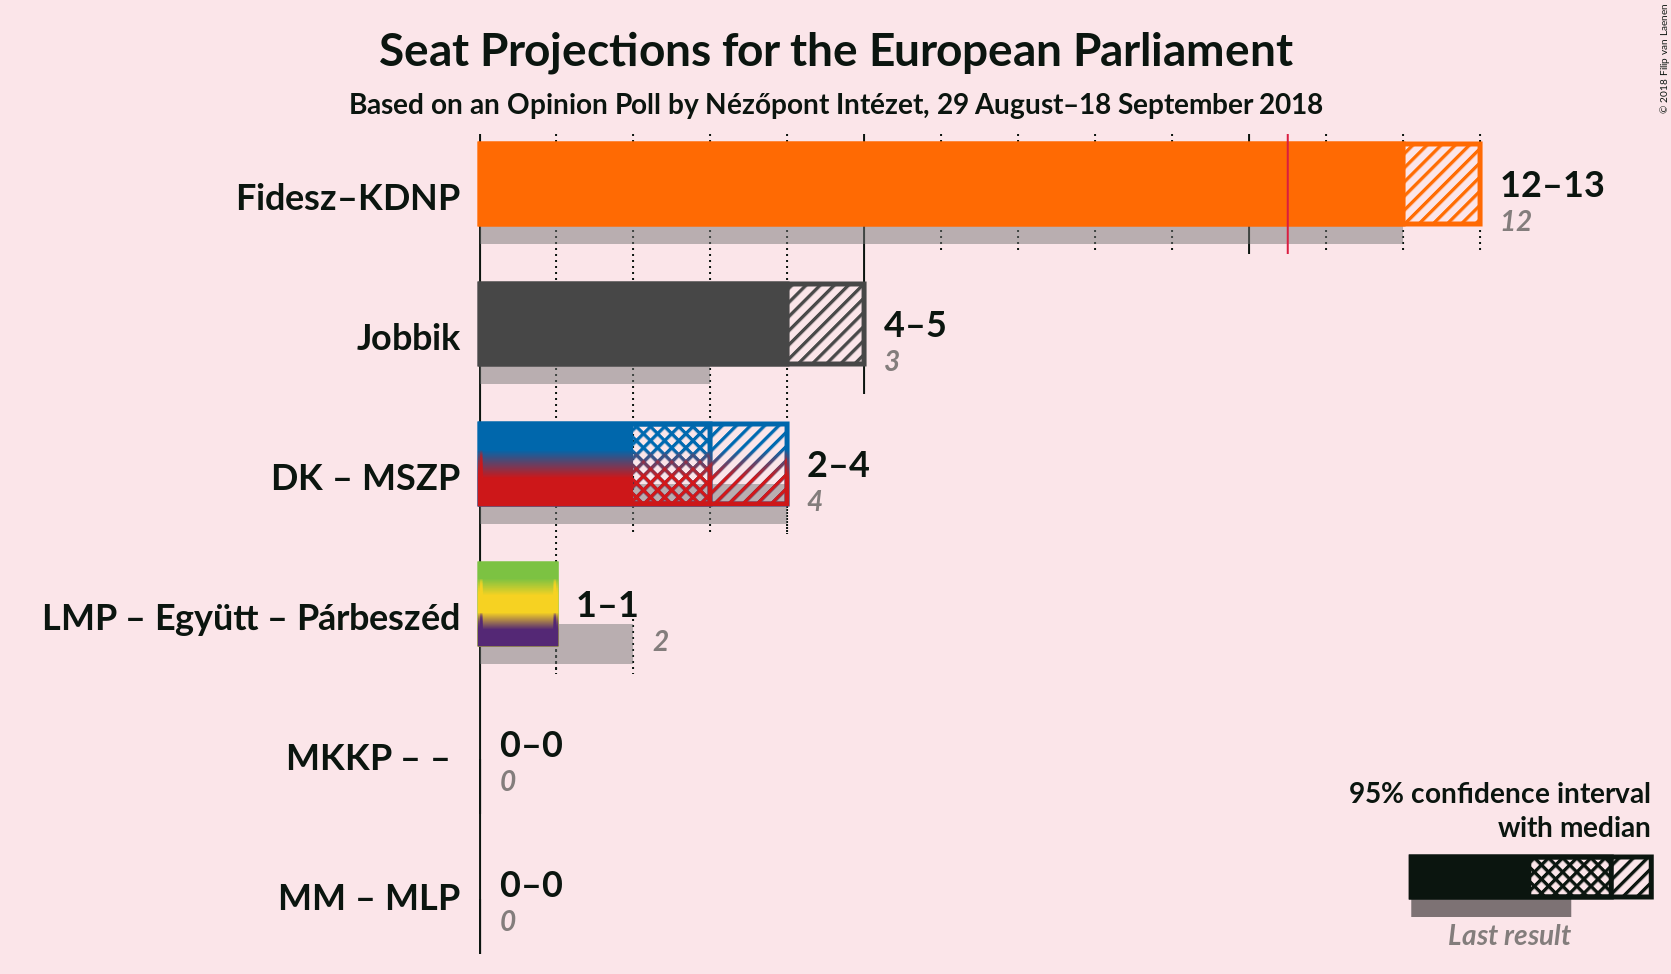 Seat Projections for the European Parliament
Based on an Opinion Poll by Nézőpont Intézet, 29 August–18 September 2018
© 2018 Filip van Laenen
Fidesz–KDNP
12–13
12
Jobbik
4–5
3
DK – MSZP
2–4
4
LMP – Együtt – Párbeszéd
1–1
2
MKKP – –
0–0
0
MM – MLP
0–0
0
95% confidence interval
with median
Last result